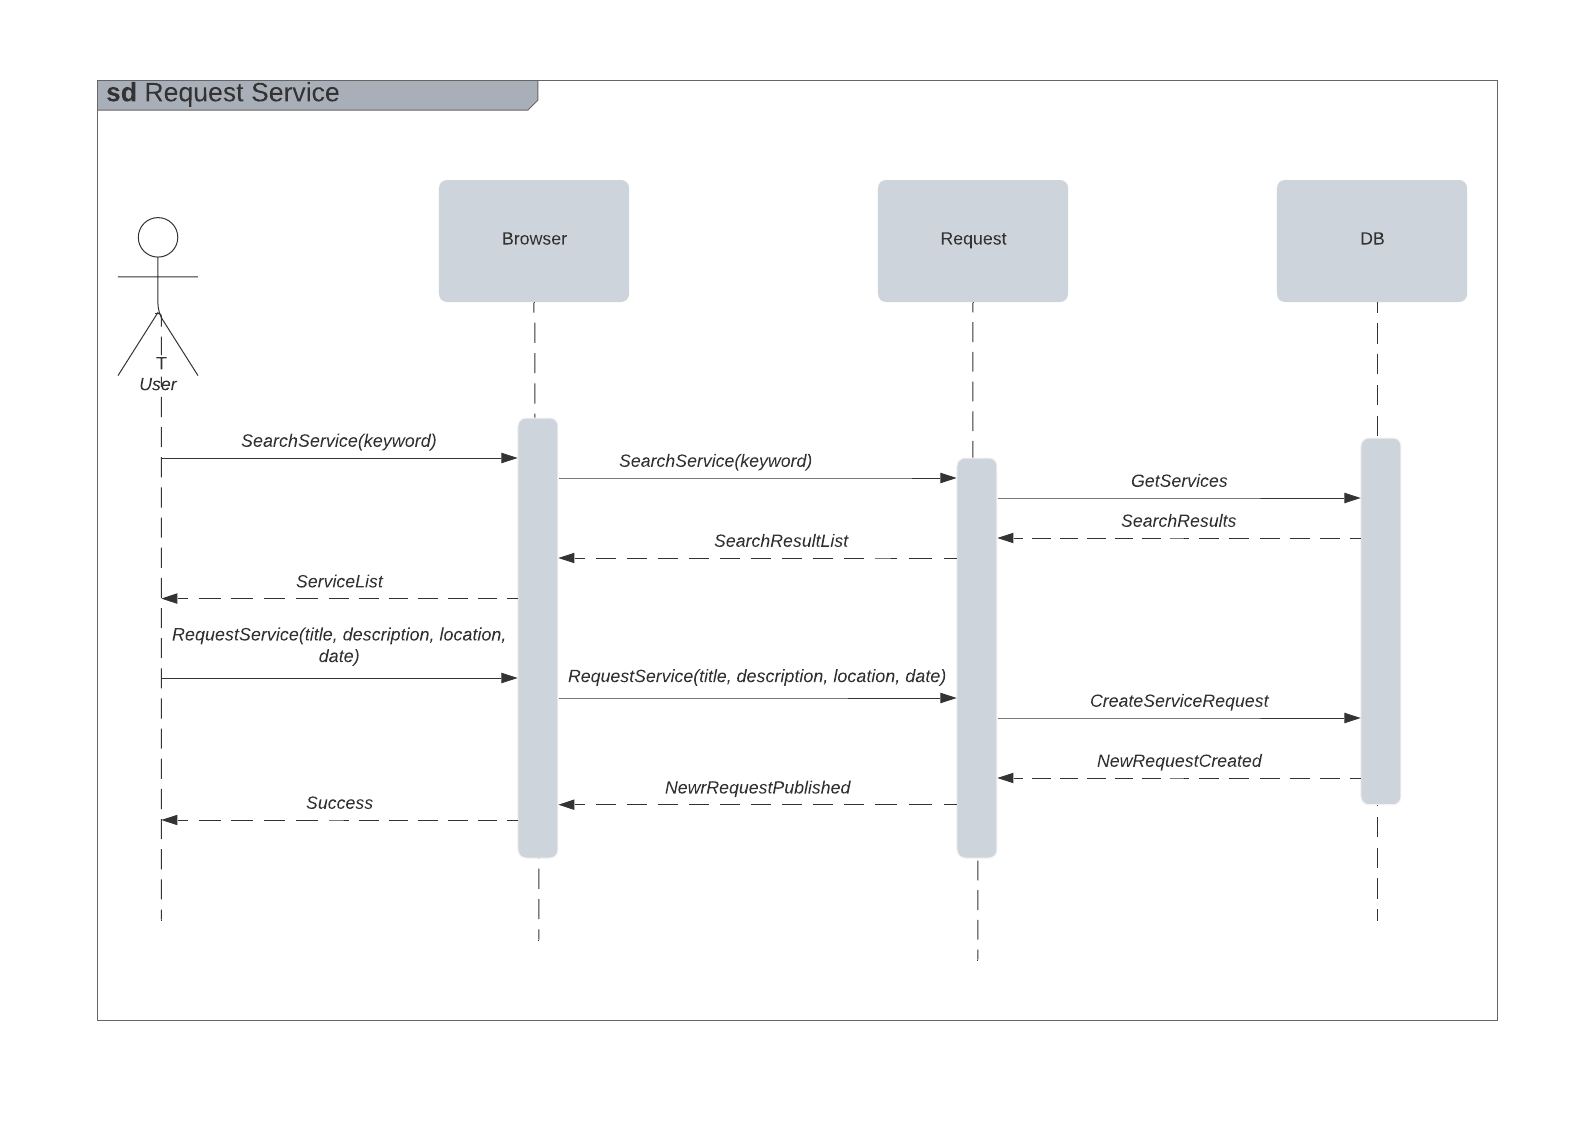 sd Request Service
Browser
Request
DB
T
User
SearchService(keyword)
SearchService(keyword)
GetServices
SearchResults
SearchResultList
ServiceList
RequestService(title, description, location,
date)
RequestService(title, description, location, date)
CreateServiceRequest
NewRequestCreated
NewrRequestPublished
Success